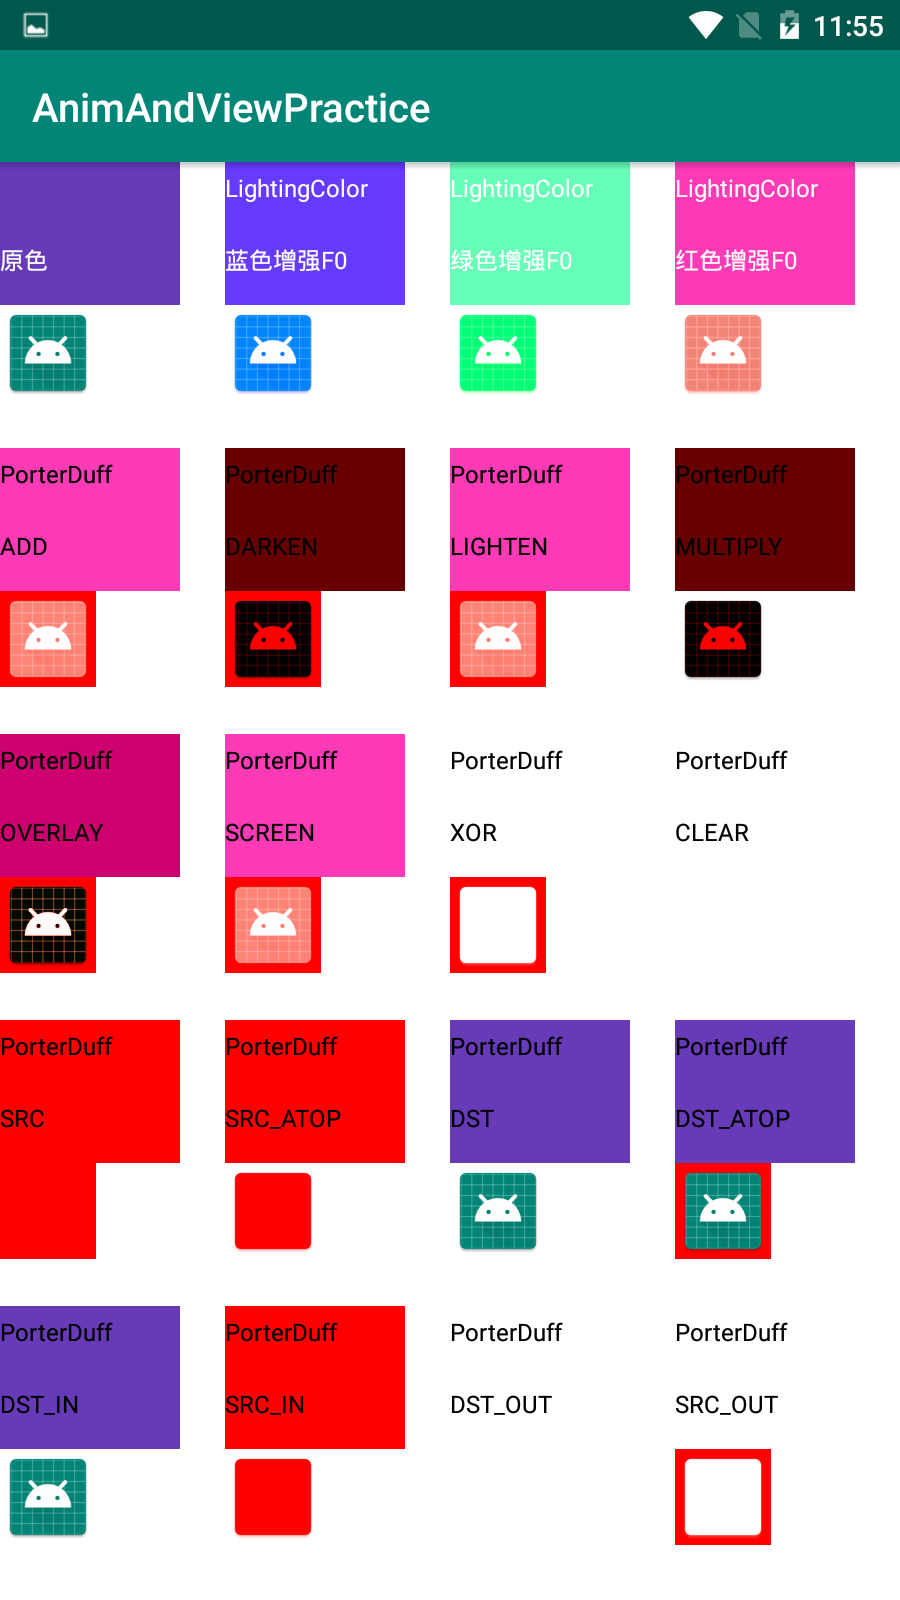 11:55
AnimAndViewPractice
原色
LightingColor
蓝色增强F0
LightingColor
绿色增强F0
LightingColor
红色增强F0
PorterDuff
ADD
PorterDuff
DARKEN
PorterDuff
LIGHTEN
PorterDuff
MULTIPLY
PorterDuff
OVERLAY
PorterDuff
SCREEN
PorterDuff
XOR
PorterDuff
CLEAR
PorterDuff
SRC
PorterDuff
SRC_ATOP
PorterDuff
DST
PorterDuff
DST_ATOP
PorterDuff
DST_IN
PorterDuff
SRC_IN
PorterDuff
DST_OUT
PorterDuff
SRC_OUT